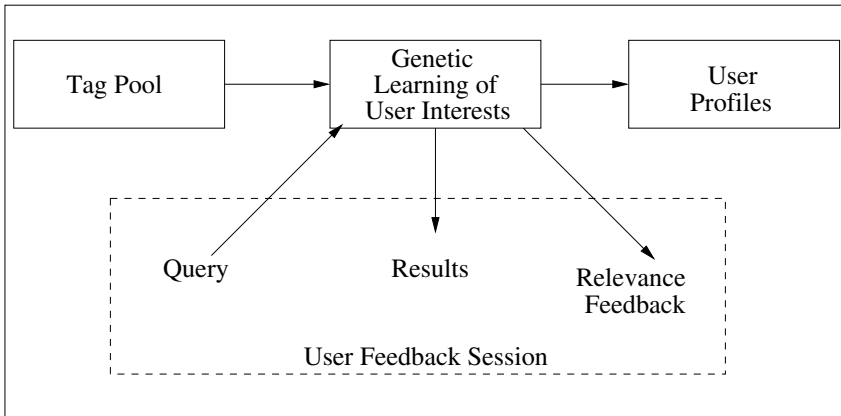 Tag Pool
Genetic
Learning of
User Interests
User
Profiles
Query
Results
Relevance
Feedback
User Feedback Session